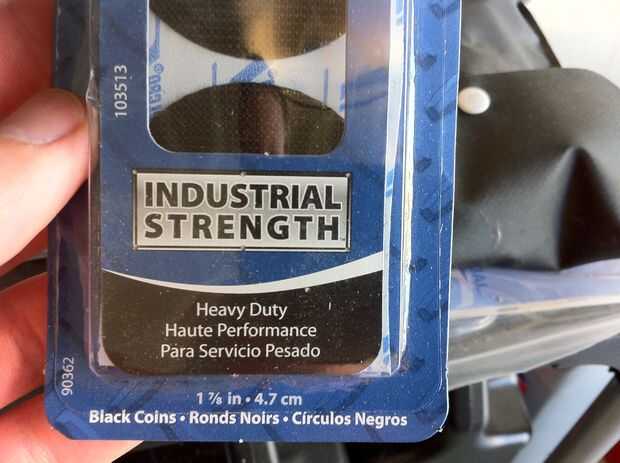 103513
INDUSTRIAL
STRENGTH
Heavy Duty
Haute Performance
Para Servicio Pesado
90362
1 ⅞ in • 4.7 cm
Black Coins • Ronds Noirs • Círculos Negros